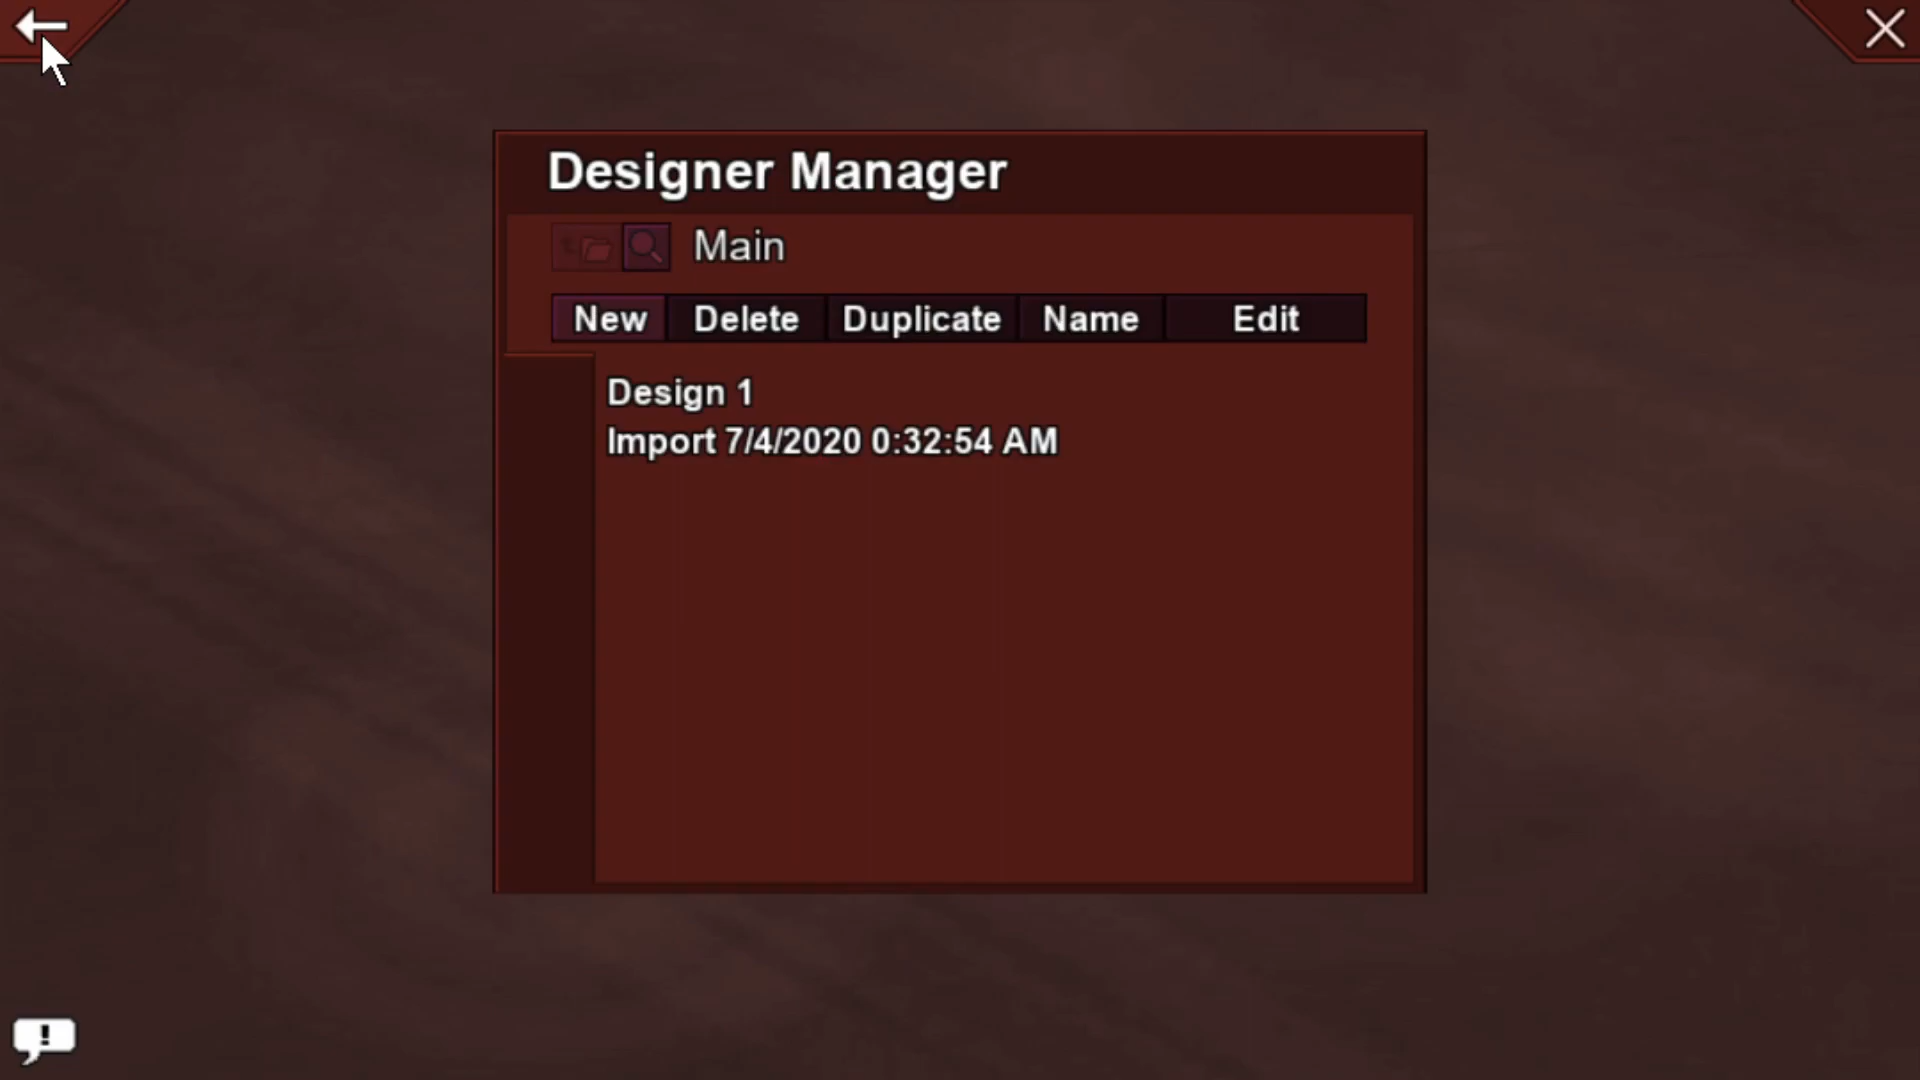 Designer Manager
Main
New Delete Duplicate Name Edit
Design 1
Import 7/4/2020 0:32:54 AM
!